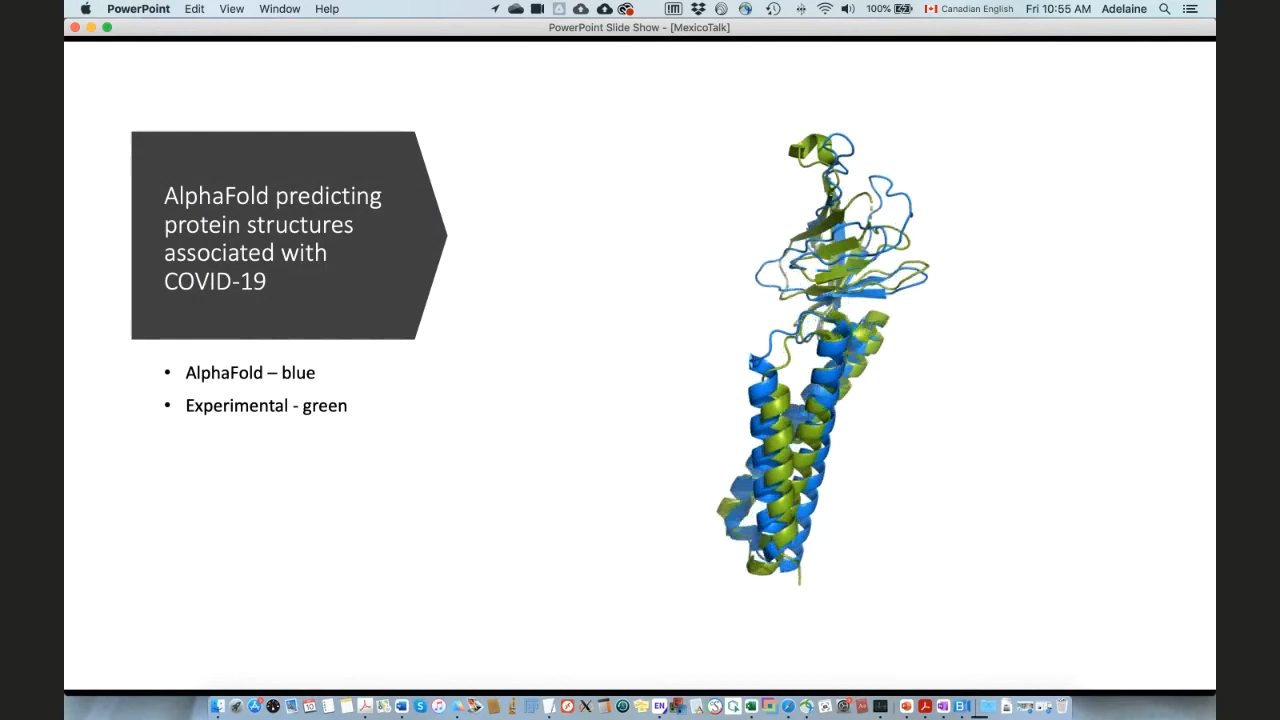 PowerPoint Edit View Window Help 100% Canadian English Fri 10:55 AM Adelaine
PowerPoint Slide Show - [MexicoTalk]
AlphaFold predicting
protein structures
associated with
COVID-19
• AlphaFold – blue
• Experimental - green
EN